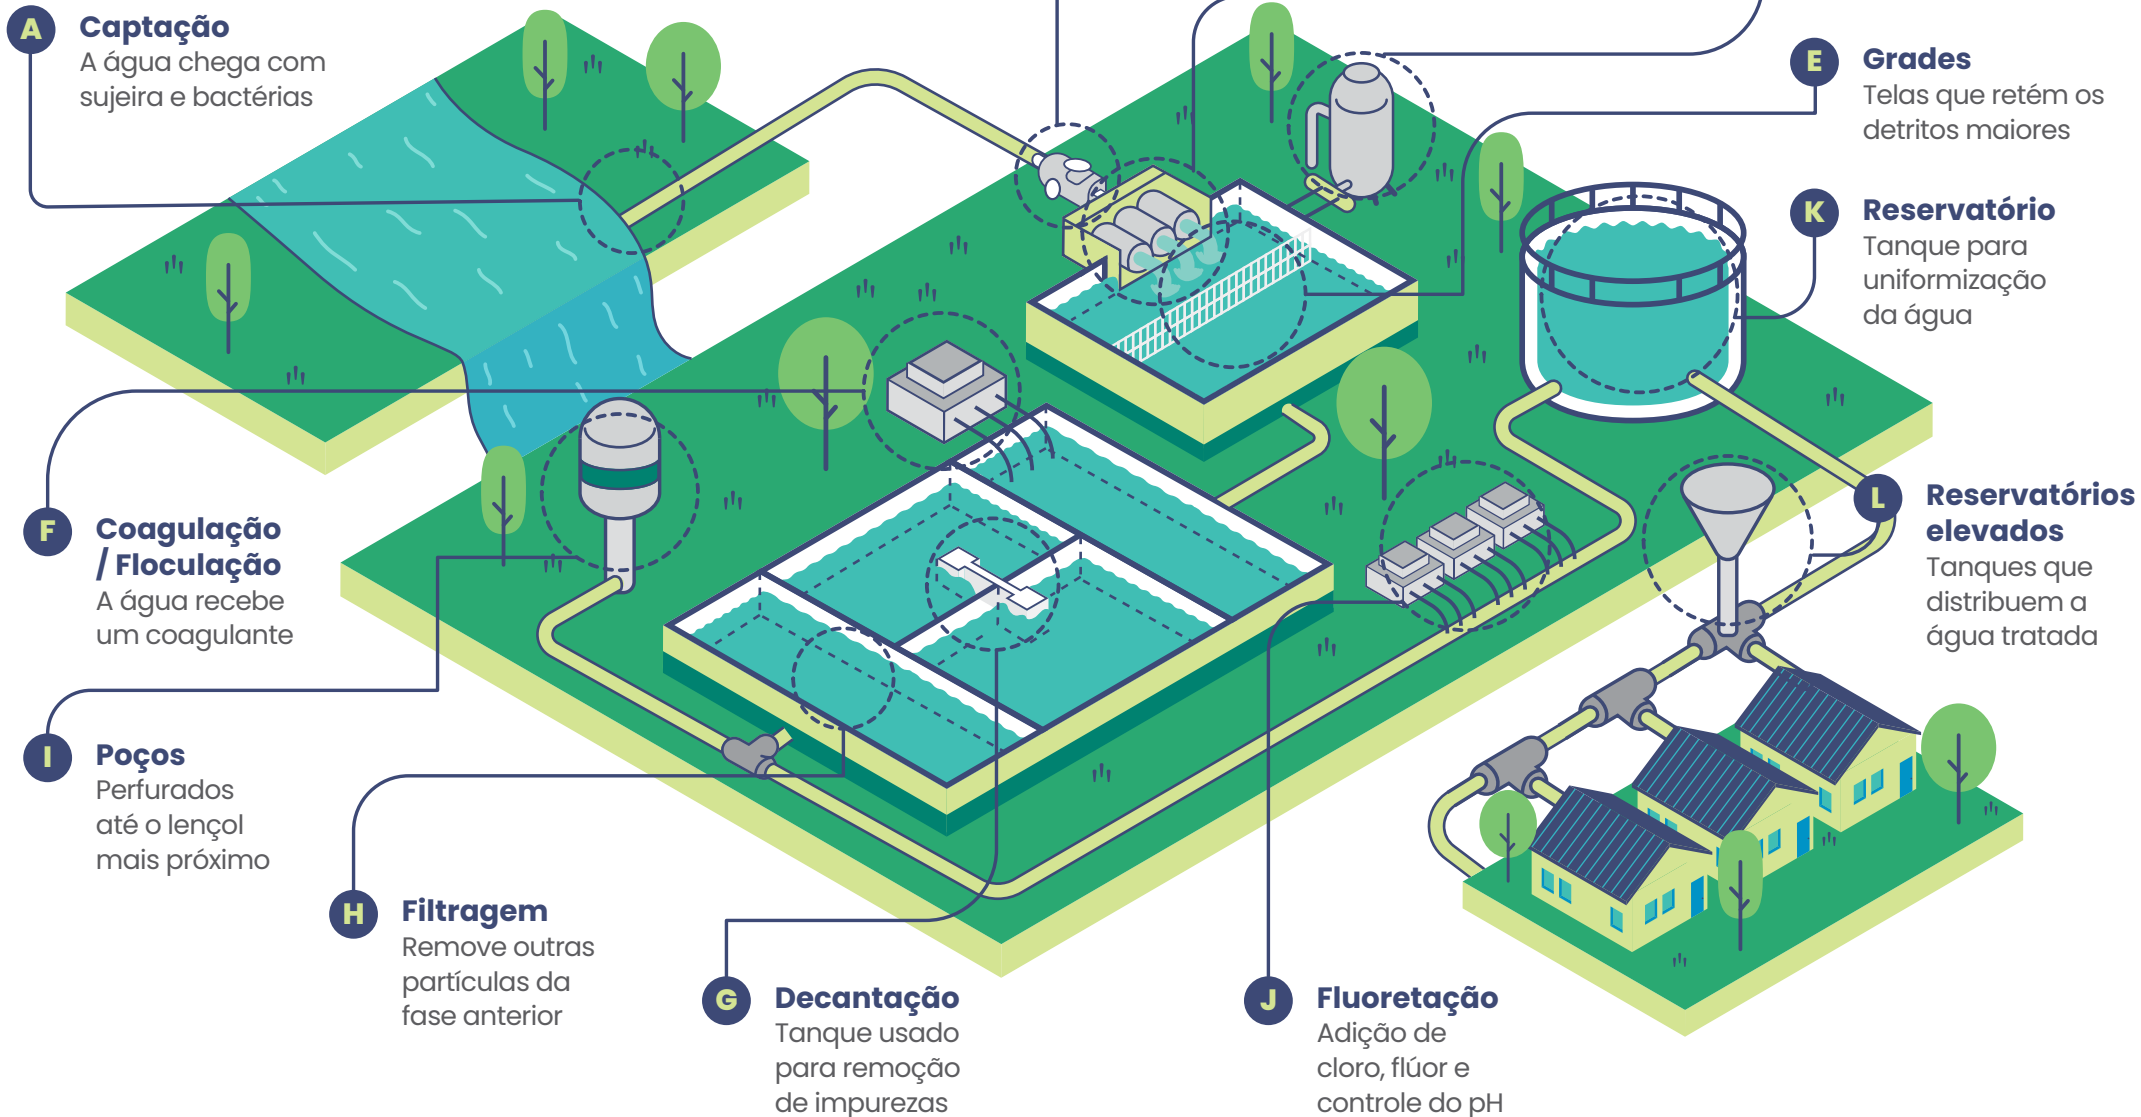 A
Captação
A água chega com
sujeira e bactérias
E
Grades
Telas que retém os
detritos maiores
K
Reservatório
Tanque para
uniformização
da água
F
Coagulação
/ Floculação
A água recebe
um coagulante
L
Reservatórios
elevados
Tanques que
distribuem a
água tratada
I
Poços
Perfurados
até o lençol
mais próximo
H
Filtragem
Remove outras
partículas da
fase anterior
G
Decantação
Tanque usado
para remoção
de impurezas
J
Fluoretação
Adição de
cloro, flúor e
controle do pH